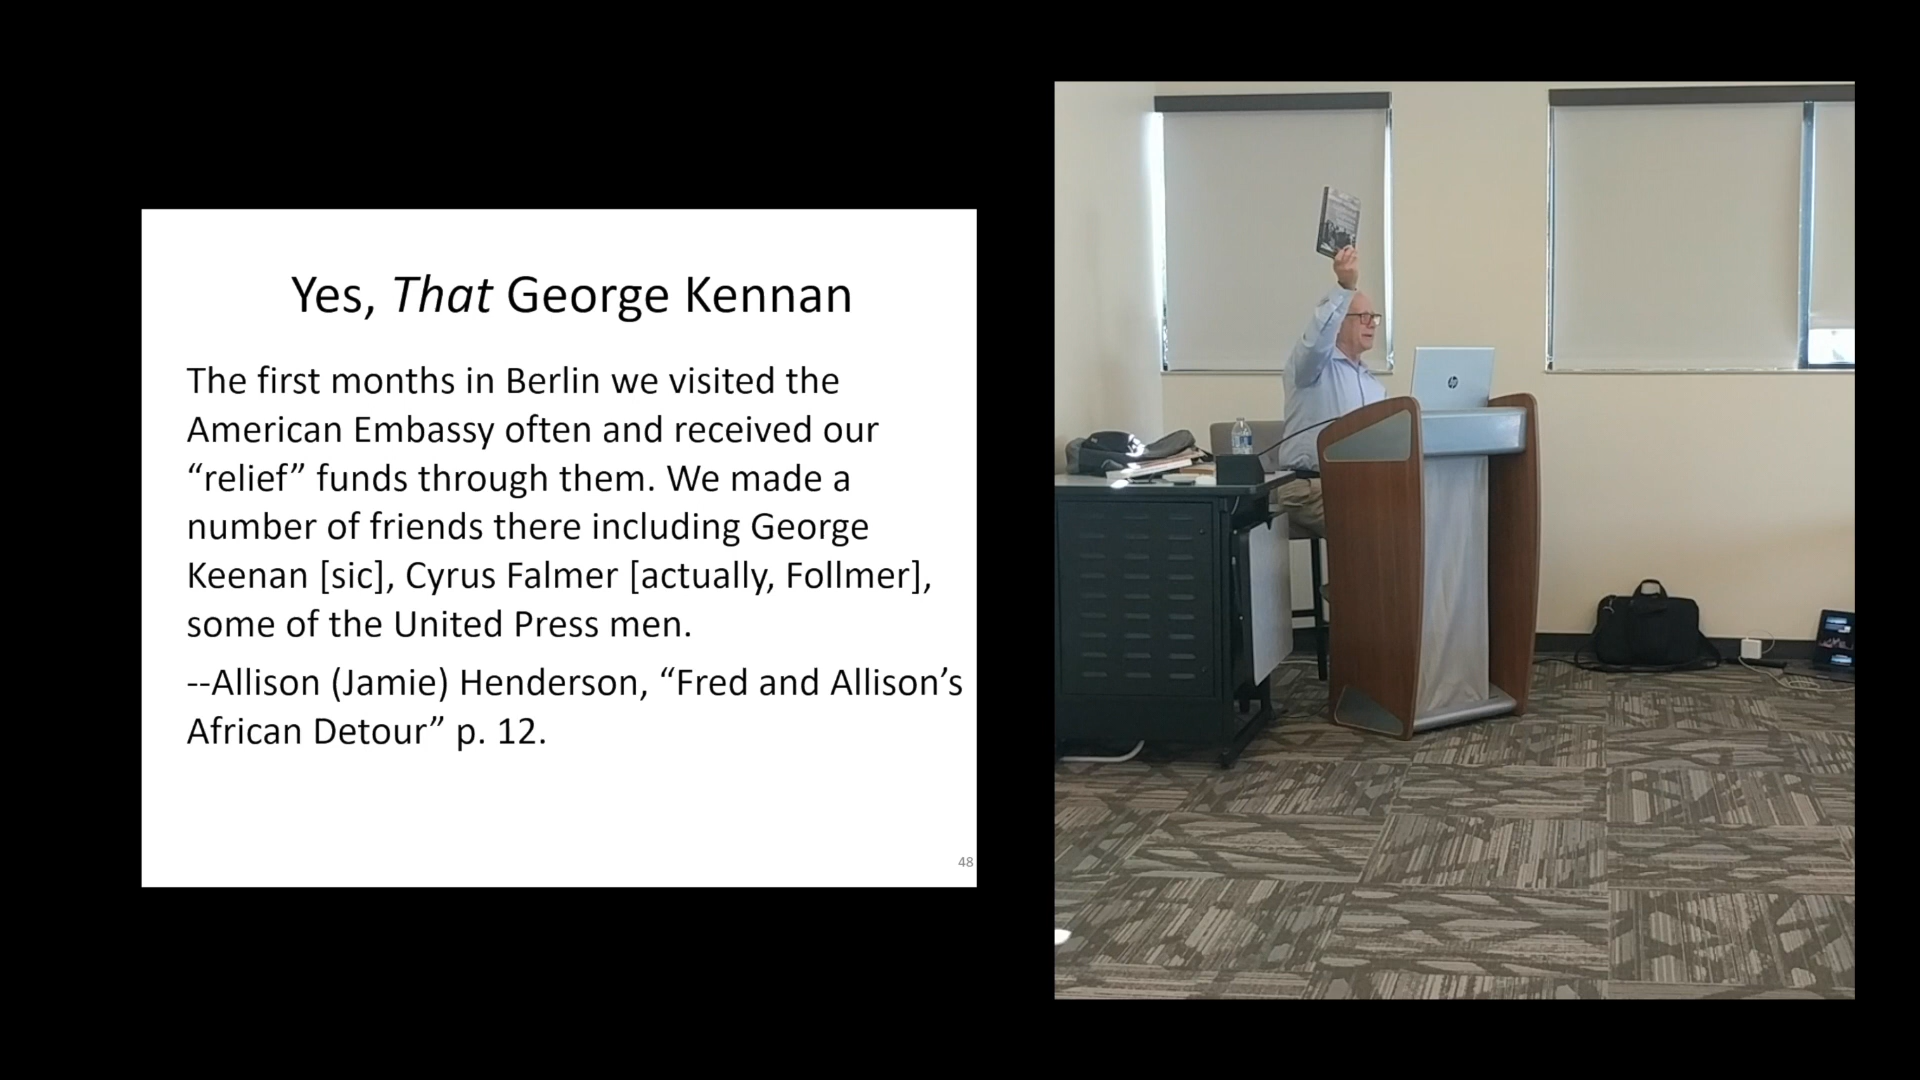 Yes, That George Kennan
The first months in Berlin we visited the
American Embassy often and received our
“relief” funds through them. We made a
number of friends there including George
Keenan [sic], Cyrus Falmer [actually, Follmer],
some of the United Press men.
--Allison (Jamie) Henderson, “Fred and Allison’s
African Detour” p. 12.
48
hp